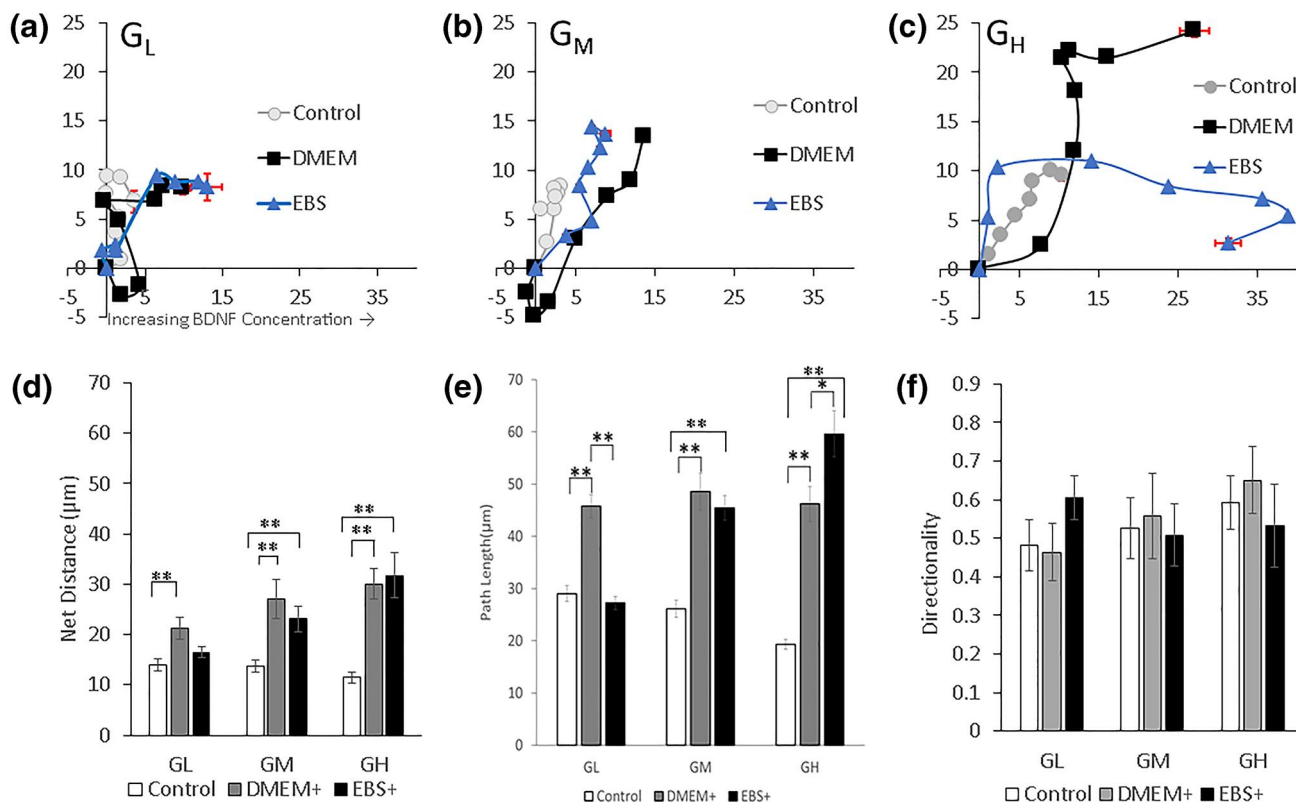 (a)
G_L
25
20
15
10
5
0
-5
-5
5
15
25
35
Control
DMEM
EBS
Increasing BDNF Concentration →
(b)
G_M
25
20
15
10
5
0
-5
-5
5
15
25
35
Control
DMEM
EBS
(c)
G_H
25
20
15
10
5
0
-5
-5
5
15
25
35
Control
DMEM
EBS
(d)
Net Distance (µm)
70
60
50
40
30
20
10
0
**
**
**
**
**
GL GM GH
Control DMEM+ EBS+
(e)
Path Length(µm)
70
60
50
40
30
20
10
0
**
**
**
**
**
*
**
GL GM GH
Control DMEM+ EBS+
(f)
Directionality
0.9
0.8
0.7
0.6
0.5
0.4
0.3
0.2
0.1
0
GL GM GH
Control DMEM+ EBS+